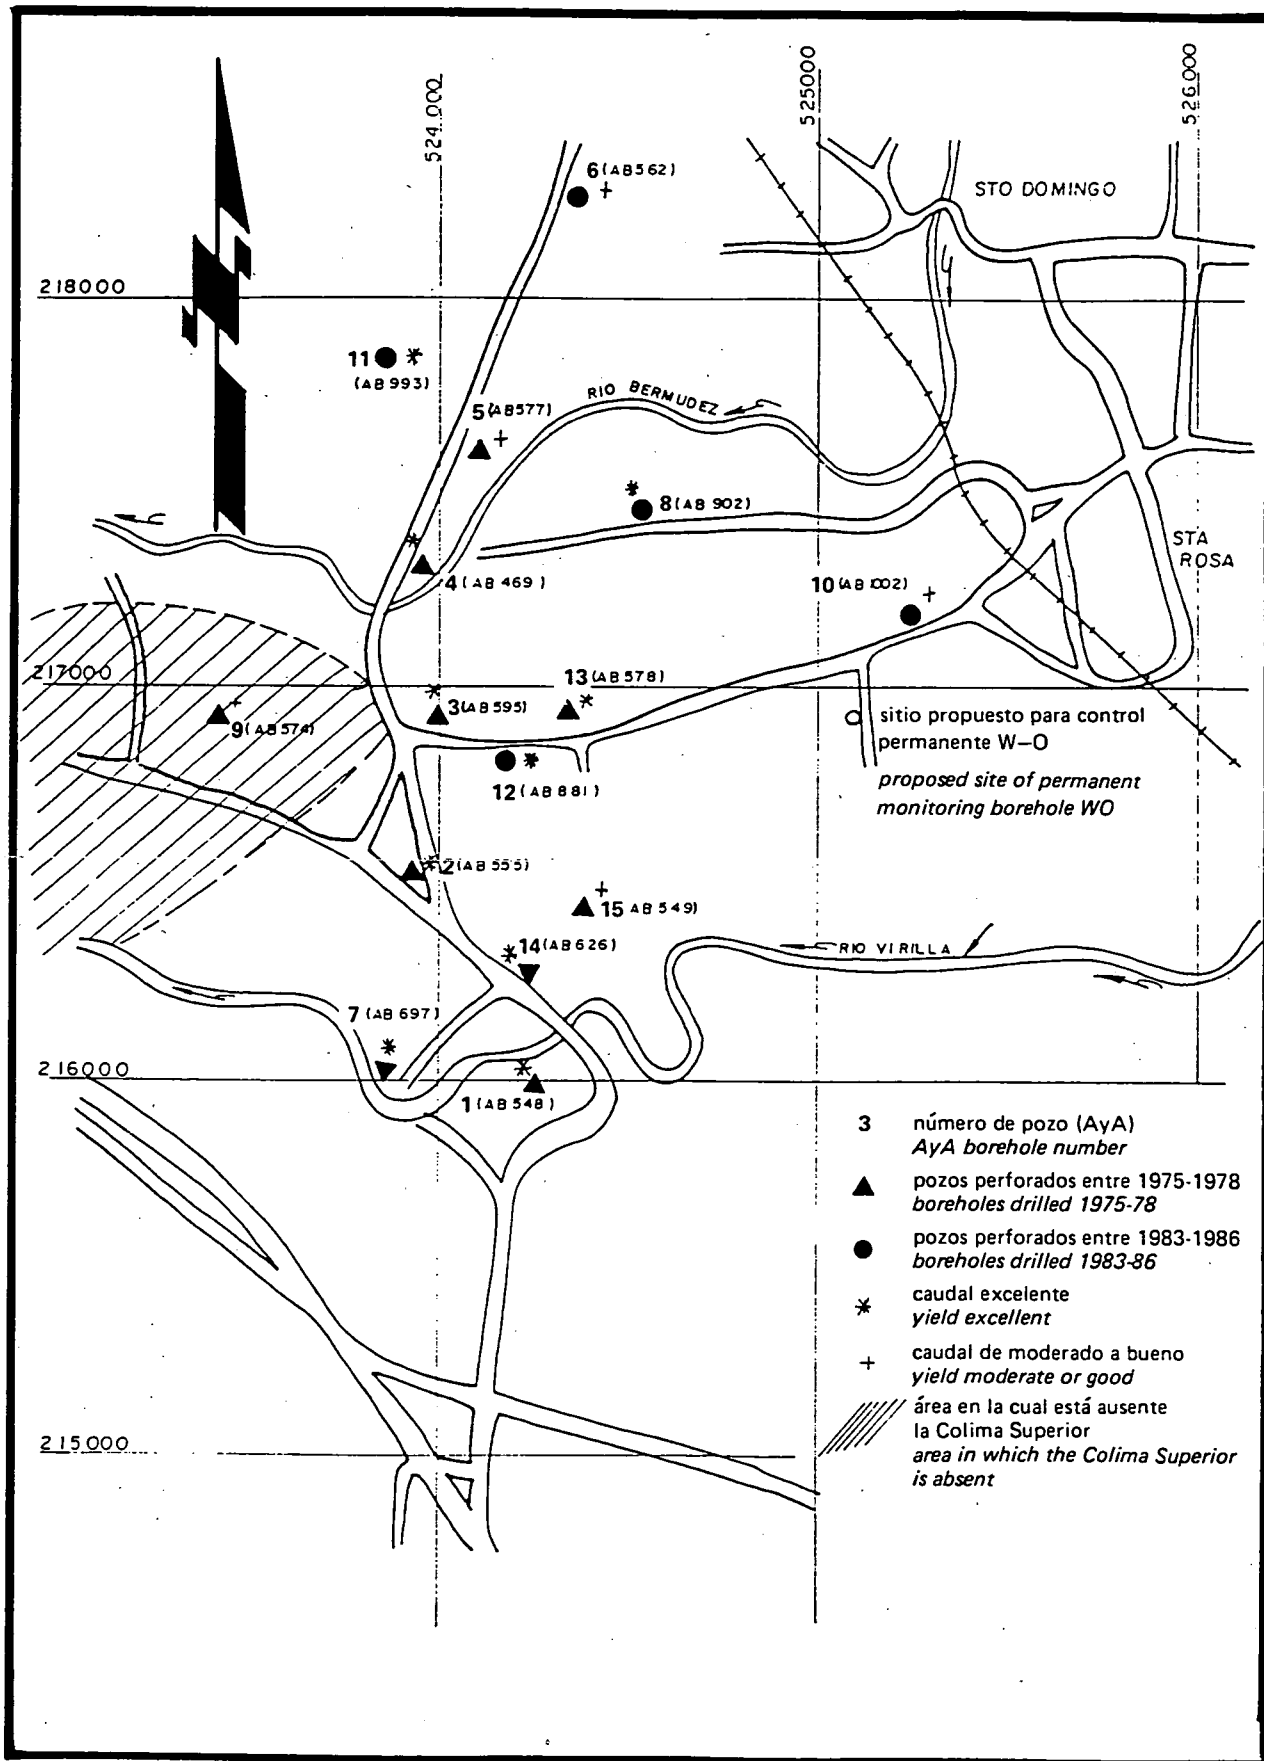 524.000
525000
526.000
6 (AB562)
+
STO DOMINGO
218000
11 *
(AB 993)
RIO BERMUDEZ
5 (AB577)
+
*
8 (AB 902)
STA
ROSA
*
4 (AB 469)
10 (AB 1002)
+
217000
13 (AB 578)
*
*
3 (AB 595)
+
9 (AB 574)
sitio propuesto para control
permanente W–O
proposed site of permanent
monitoring borehole WO
*
12 (AB 881)
*
2 (AB 555)
+
15 AB 549)
14 (AB 626)
*
RIO VIRILLA
7 (AB 697)
*
216000
*
1 (AB 548)
3 número de pozo (AyA)
AyA borehole number
▲ pozos perforados entre 1975-1978
boreholes drilled 1975-78
● pozos perforados entre 1983-1986
boreholes drilled 1983-86
* caudal excelente
yield excellent
+ caudal de moderado a bueno
yield moderate or good
área en la cual está ausente
la Colima Superior
area in which the Colima Superior
is absent
215000